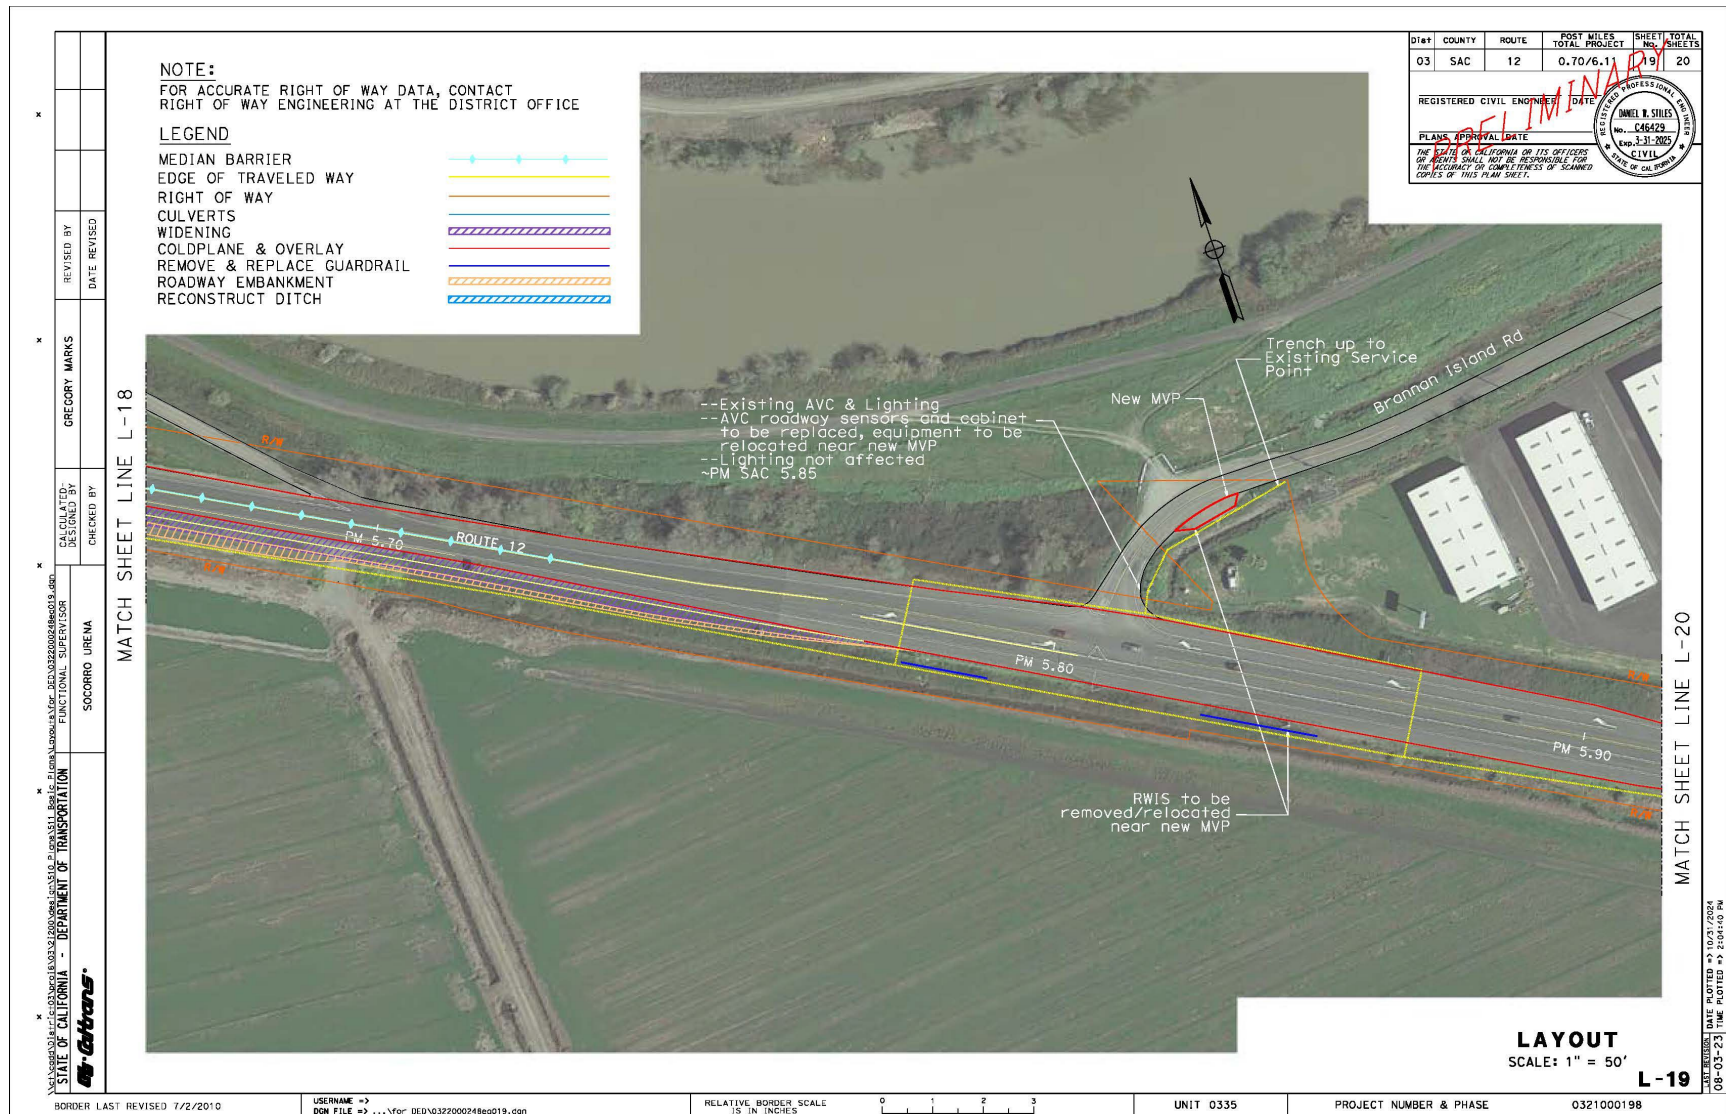 NOTE:
FOR ACCURATE RIGHT OF WAY DATA, CONTACT
RIGHT OF WAY ENGINEERING AT THE DISTRICT OFFICE
LEGEND
MEDIAN BARRIER
EDGE OF TRAVELED WAY
RIGHT OF WAY
CULVERTS
WIDENING
COLDPLANE & OVERLAY
REMOVE & REPLACE GUARDRAIL
ROADWAY EMBANKMENT
RECONSTRUCT DITCH
Dist COUNTY ROUTE POST MILES TOTAL PROJECT SHEET No. TOTAL SHEETS
03 SAC 12 0.70/6.11 19 20
REGISTERED CIVIL ENGINEER DATE
PLANS APPROVAL DATE
THE STATE OF CALIFORNIA OR ITS OFFICERS
OR AGENTS SHALL NOT BE RESPONSIBLE FOR
THE ACCURACY OR COMPLETENESS OF SCANNED
COPIES OF THIS PLAN SHEET.
PRELIMINARY
REGISTERED PROFESSIONAL ENGINEER
DANIEL W. STILES
No. C46429
Exp. 3-31-2025
CIVIL
STATE OF CALIFORNIA
REVISED BY
DATE REVISED
GREGORY MARKS
CALCULATED-
DESIGNED BY
CHECKED BY
FUNCTIONAL SUPERVISOR
SOCORRO URENA
STATE OF CALIFORNIA - DEPARTMENT OF TRANSPORTATION
Caltrans
MATCH SHEET LINE L-18
Trench up to
Existing Service
Point
New MVP
Brannan Island Rd
--Existing AVC & Lighting
--AVC roadway sensors and cabinet
to be replaced, equipment to be
relocated near new MVP
--Lighting not affected
~PM SAC 5.85
R/W
PM 5.70
ROUTE 12
R/W
PM 5.80
R/W
PM 5.90
R/W
RWIS to be
removed/relocated
near new MVP
MATCH SHEET LINE L-20
LAYOUT
SCALE: 1" = 50'
L-19
LAST REVISION
08-03-23
DATE PLOTTED => 10/31/2024
TIME PLOTTED => 2:04:40 PM
BORDER LAST REVISED 7/2/2010
USERNAME =>
DGN FILE => ...\for DED\0322000248ea019.dgn
RELATIVE BORDER SCALE
IS IN INCHES
0 1 2 3
UNIT 0335
PROJECT NUMBER & PHASE
0321000198